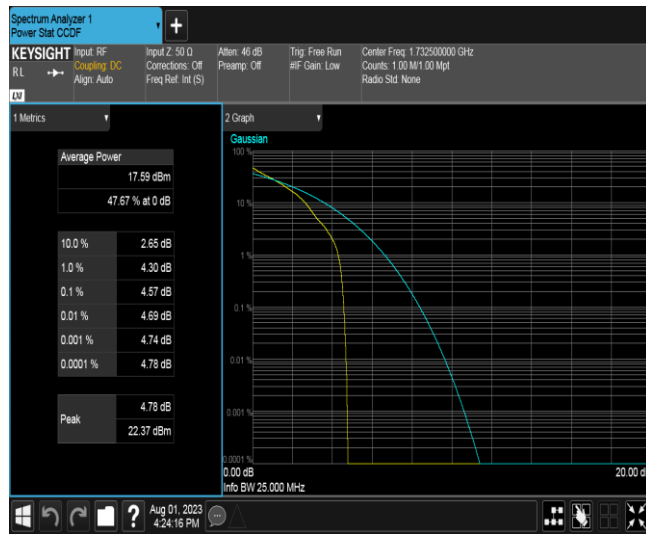 Spectrum Analyzer 1
Power Stat CCDF
+
KEYSIGHT
RL
LXI
Input: RF
Coupling: DC
Align: Auto
Input Z: 50 Ω
Corrections: Off
Freq Ref: Int (S)
Atten: 46 dB
Preamp: Off
Trig: Free Run
#IF Gain: Low
Center Freq: 1.732500000 GHz
Counts: 1.00 M/1.00 Mpt
Radio Std: None
1 Metrics
Average Power
17.59 dBm
47.67 % at 0 dB
10.0 % 2.65 dB
1.0 % 4.30 dB
0.1 % 4.57 dB
0.01 % 4.69 dB
0.001 % 4.74 dB
0.0001 % 4.78 dB
Peak
4.78 dB
22.37 dBm
2 Graph
Gaussian
100 %
10 %
1 %
0.1 %
0.01 %
0.001 %
0.0001 %
0.00 dB
20.00 d
Info BW 25.000 MHz
?
Aug 01, 2023
4:24:16 PM